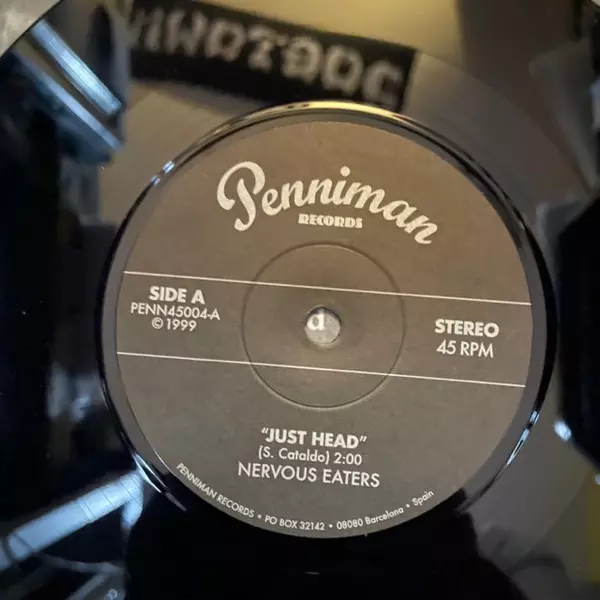 Penniman
RECORDS
SIDE A
PENN45004-A
© 1999
STEREO
45 RPM
"JUST HEAD"
(S. Cataldo) 2:00
NERVOUS EATERS
PENNIMAN RECORDS • PO BOX 32142 • 08080 Barcelona • Spain